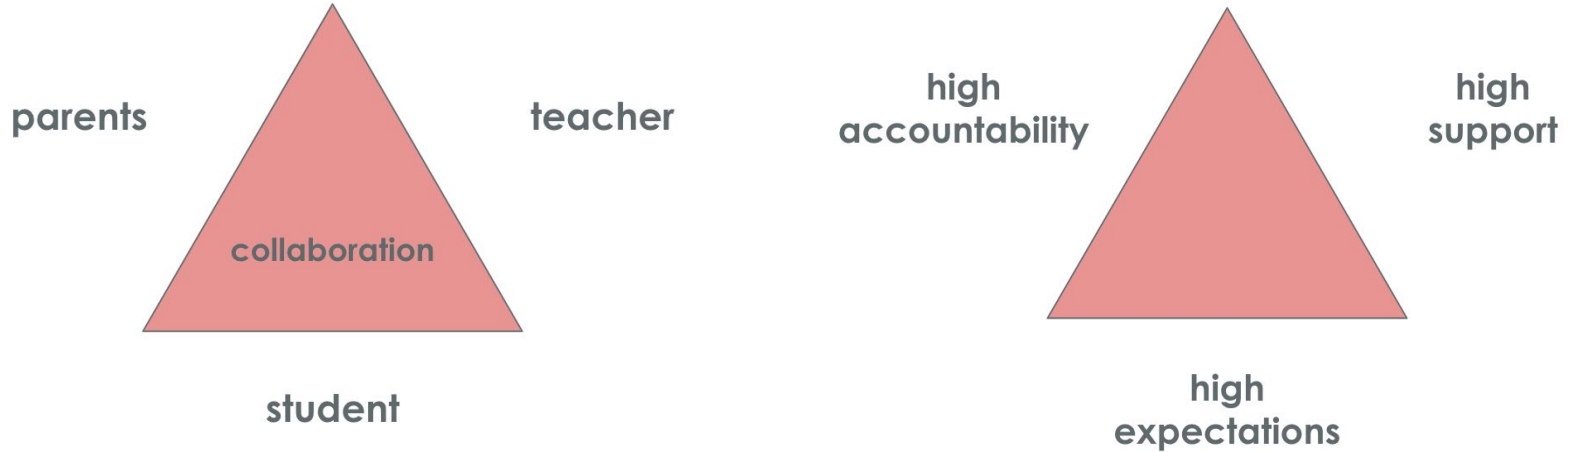 parents
teacher
collaboration
student
high
accountability
high
support
high
expectations